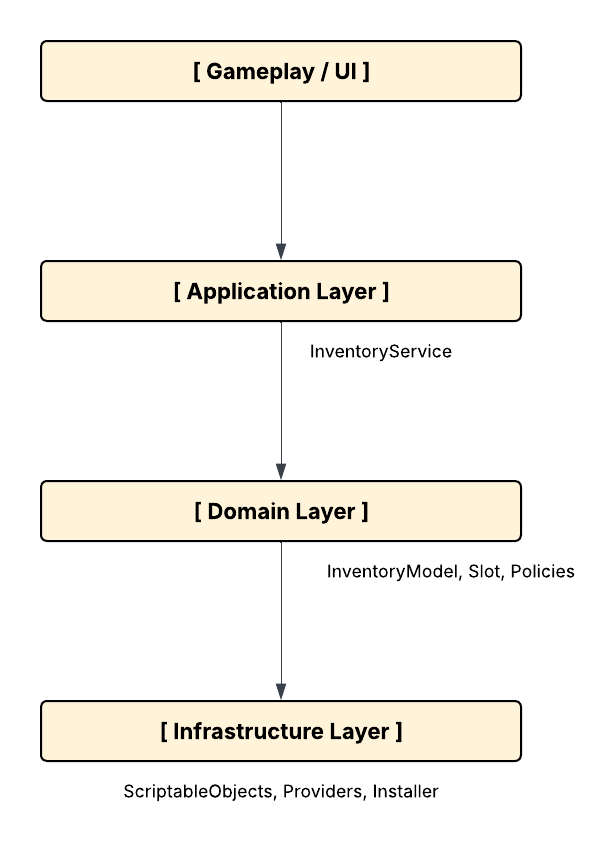 [ Gameplay / UI ]
[ Application Layer ]
InventoryService
[ Domain Layer ]
InventoryModel, Slot, Policies
[ Infrastructure Layer ]
ScriptableObjects, Providers, Installer